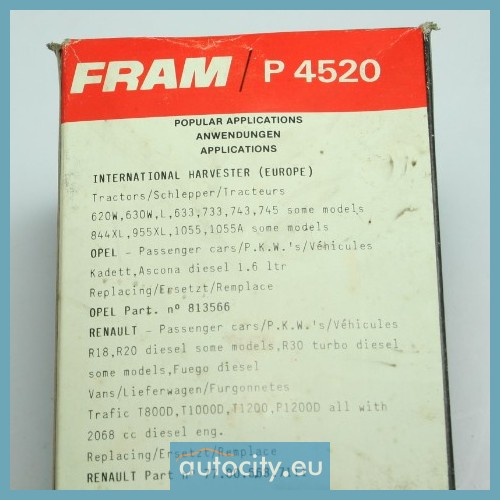 FRAM / P 4520
POPULAR APPLICATIONS
ANWENDUNGEN
APPLICATIONS
INTERNATIONAL HARVESTER (EUROPE)
Tractors/Schlepper/Tracteurs
620W,630W,L,633,733,743,745 some models
844XL,955XL,1055,1055A some models
OPEL - Passenger cars/P.K.W.'s/Véhicules
Kadett,Ascona diesel 1.6 ltr
Replacing/Ersetzt/Remplace
OPEL Part. nº 813566
RENAULT - Passenger cars/P.K.W.'s/Véhicules
R18,R20 diesel some models,R30 turbo diesel
some models,Fuego diesel
Vans/Lieferwagen/Furgonnetes
Trafic T800D,T1000D,T1200,P1200D all with
2068 cc diesel eng.
Replacing/Ersetzt/Remplace
RENAULT Part nº
autocity.eu